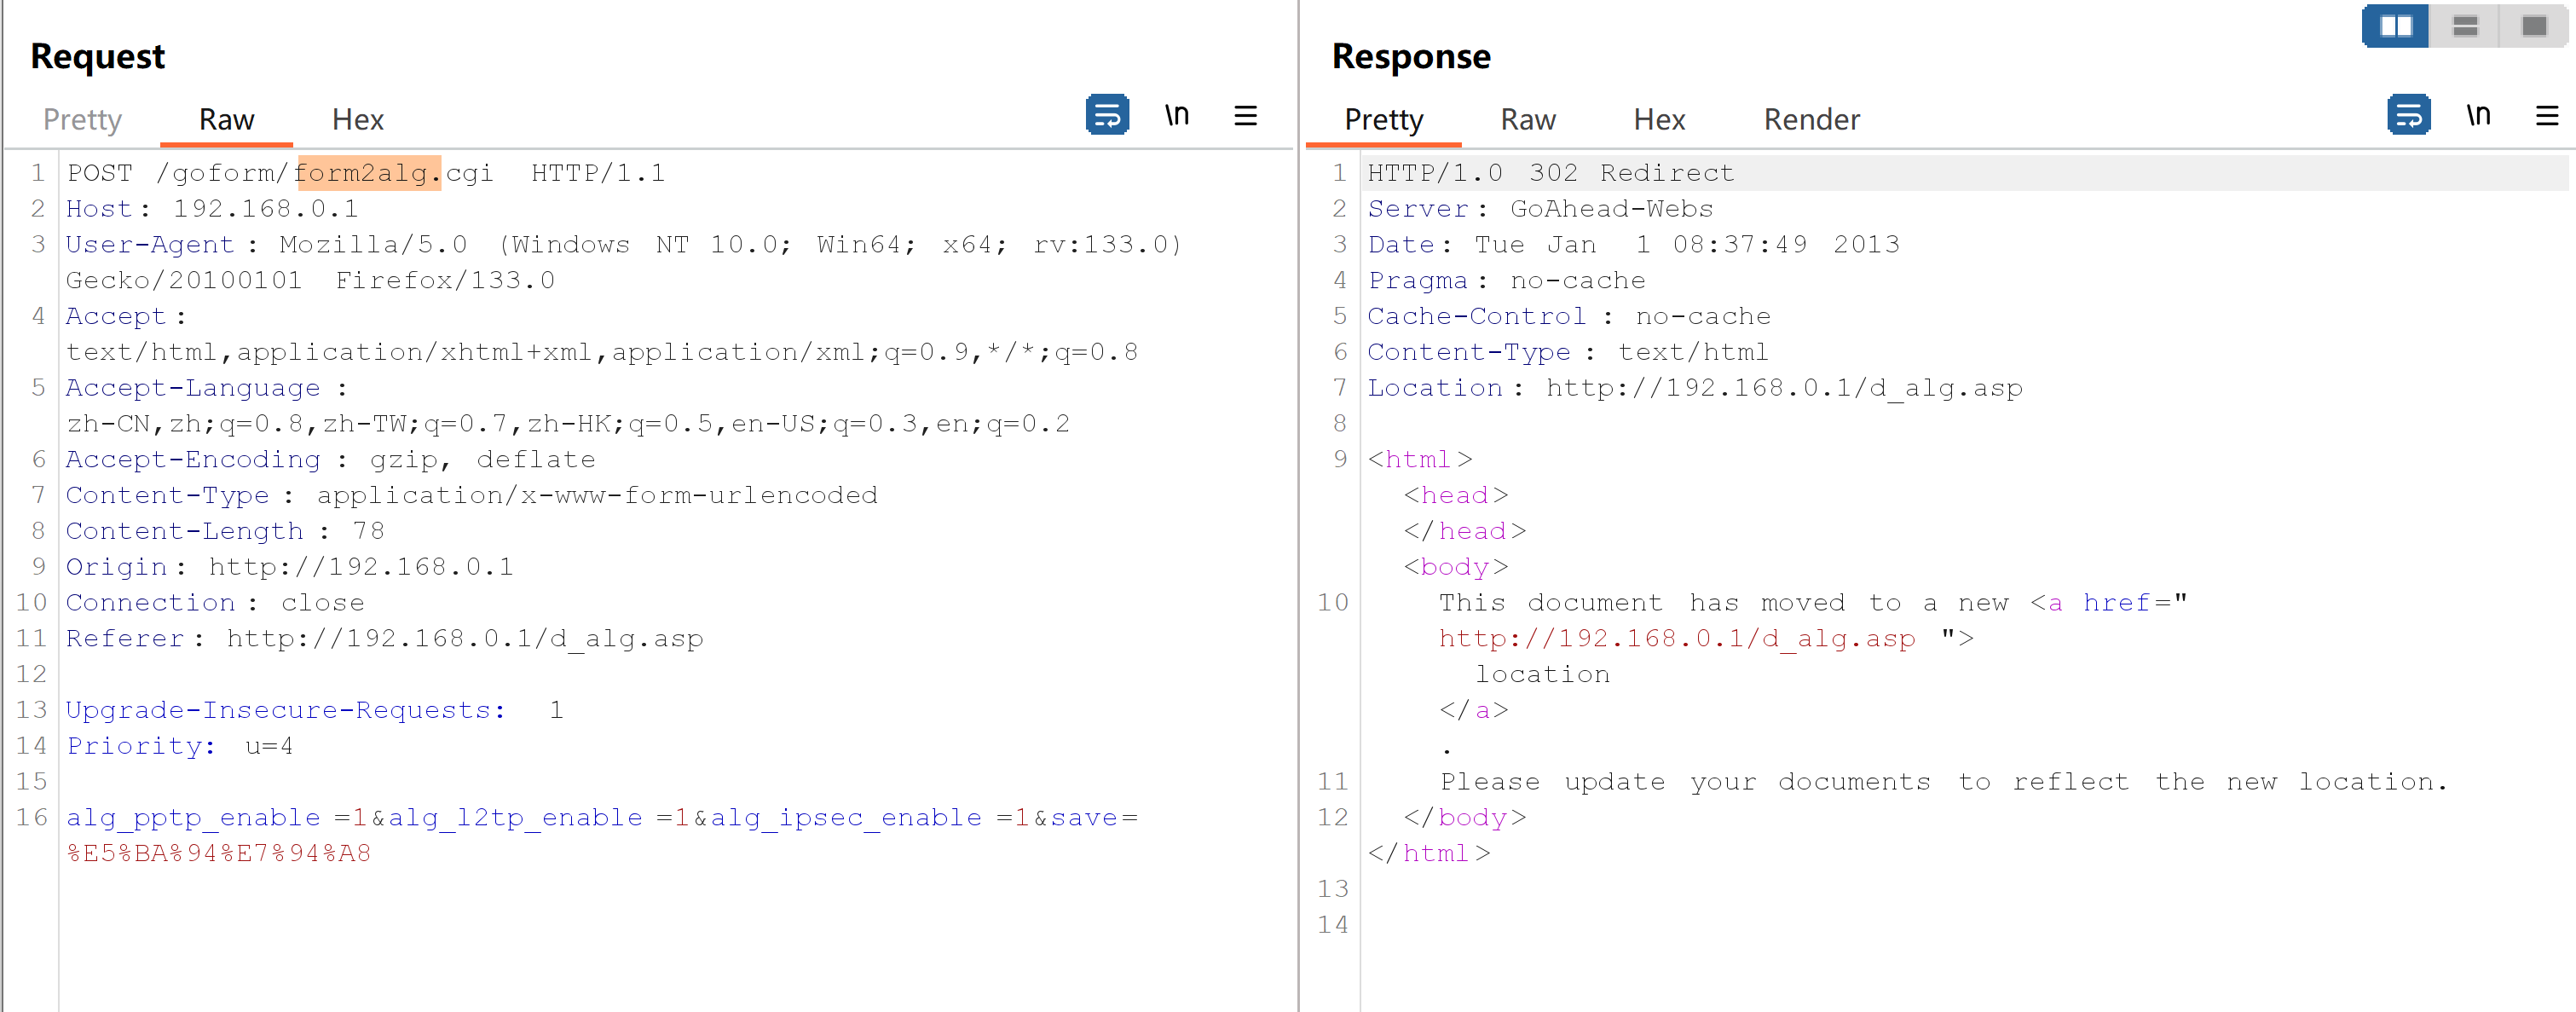 Request
Pretty Raw Hex
\n
1 POST /goform/form2alg.cgi HTTP/1.1
2 Host: 192.168.0.1
3 User-Agent: Mozilla/5.0 (Windows NT 10.0; Win64; x64; rv:133.0)
Gecko/20100101 Firefox/133.0
4 Accept:
text/html,application/xhtml+xml,application/xml;q=0.9,*/*;q=0.8
5 Accept-Language:
zh-CN,zh;q=0.8,zh-TW;q=0.7,zh-HK;q=0.5,en-US;q=0.3,en;q=0.2
6 Accept-Encoding: gzip, deflate
7 Content-Type: application/x-www-form-urlencoded
8 Content-Length: 78
9 Origin: http://192.168.0.1
10 Connection: close
11 Referer: http://192.168.0.1/d_alg.asp
12
13 Upgrade-Insecure-Requests: 1
14 Priority: u=4
15
16 alg_pptp_enable=1&alg_l2tp_enable=1&alg_ipsec_enable=1&save=
%E5%BA%94%E7%94%A8
Response
Pretty Raw Hex Render
\n
1 HTTP/1.0 302 Redirect
2 Server: GoAhead-Webs
3 Date: Tue Jan 1 08:37:49 2013
4 Pragma: no-cache
5 Cache-Control: no-cache
6 Content-Type: text/html
7 Location: http://192.168.0.1/d_alg.asp
8
9 <html>
<head>
</head>
<body>
10 This document has moved to a new <a href="
http://192.168.0.1/d_alg.asp">
location
</a>
.
11 Please update your documents to reflect the new location.
12 </body>
</html>
13
14